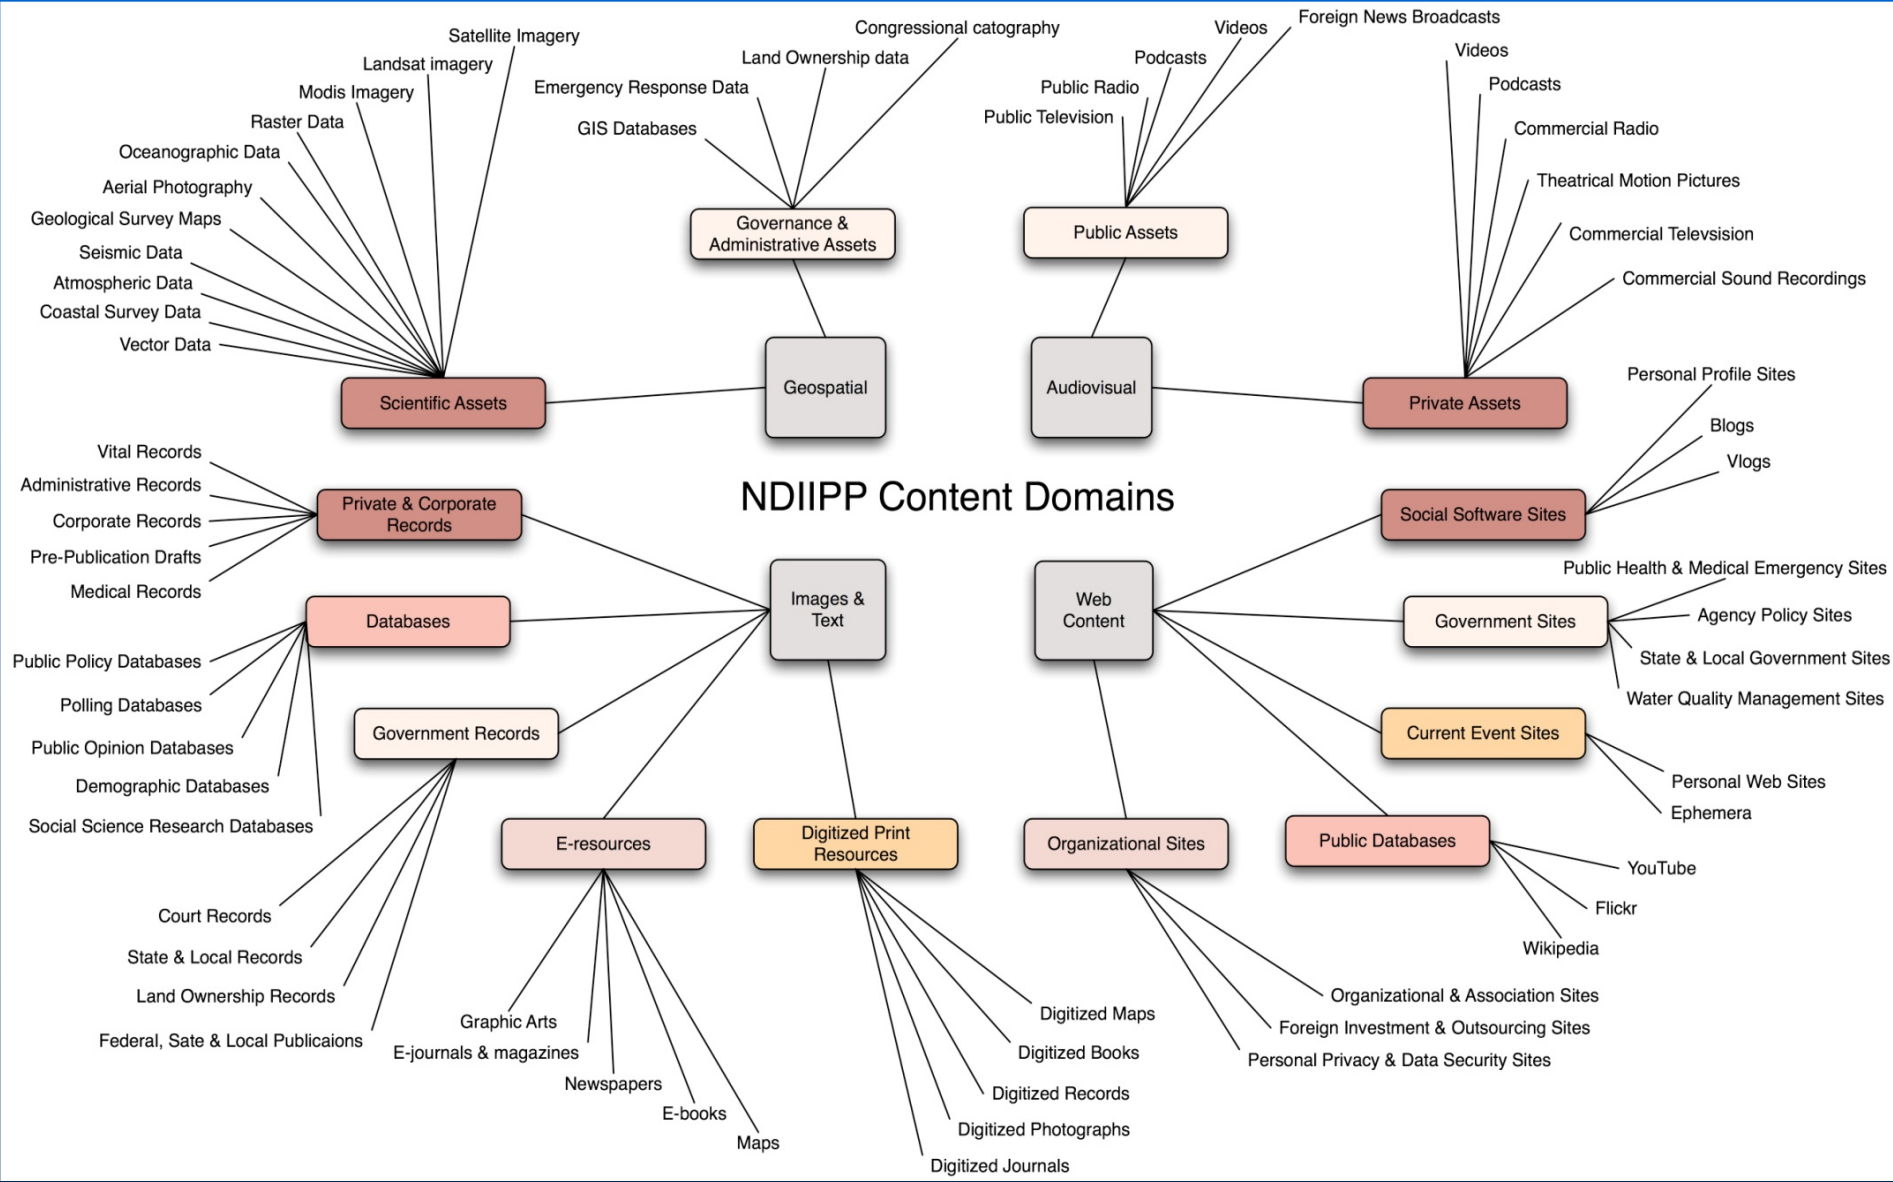 Satellite Imagery
Landsat imagery
Modis Imagery
Raster Data
Oceanographic Data
Aerial Photography
Geological Survey Maps
Seismic Data
Atmospheric Data
Coastal Survey Data
Vector Data
Scientific Assets
Congressional catography
Land Ownership data
Emergency Response Data
GIS Databases
Governance &
Administrative Assets
Geospatial
Foreign News Broadcasts
Videos
Podcasts
Public Radio
Public Television
Public Assets
Audiovisual
Videos
Podcasts
Commercial Radio
Theatrical Motion Pictures
Commercial Televsision
Commercial Sound Recordings
Private Assets
NDIIPP Content Domains
Vital Records
Administrative Records
Corporate Records
Pre-Publication Drafts
Medical Records
Private & Corporate
Records
Images &
Text
Databases
Public Policy Databases
Polling Databases
Public Opinion Databases
Demographic Databases
Social Science Research Databases
Government Records
Court Records
State & Local Records
Land Ownership Records
Federal, Sate & Local Publicaions
E-resources
Graphic Arts
E-journals & magazines
Newspapers
E-books
Maps
Digitized Print
Resources
Digitized Maps
Digitized Books
Digitized Records
Digitized Photographs
Digitized Journals
Web
Content
Personal Profile Sites
Blogs
Vlogs
Social Software Sites
Public Health & Medical Emergency Sites
Agency Policy Sites
State & Local Government Sites
Water Quality Management Sites
Government Sites
Current Event Sites
Personal Web Sites
Ephemera
Public Databases
YouTube
Flickr
Wikipedia
Organizational Sites
Organizational & Association Sites
Foreign Investment & Outsourcing Sites
Personal Privacy & Data Security Sites